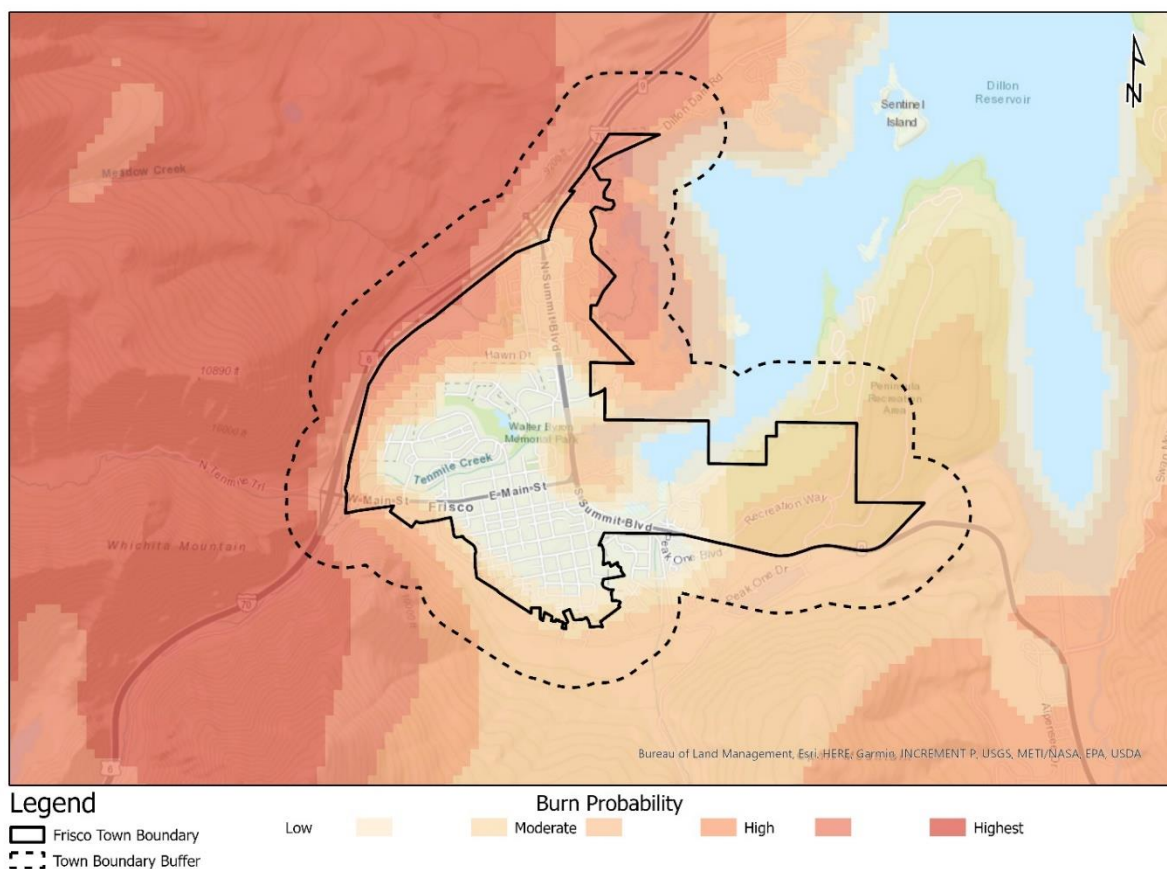 N
Dillon
Reservoir
Sentinel
Island
9
Dillon Dam Rd
Meadow Creek
N Summit Blvd
6
10890 ft
Hawn Dr
Peninsula
Recreation
Area
Walter Byron
Memorial Park
Tenmile Creek
N Tenmile Trl
W Main St
E Main St
Frisco
S Summit Blvd
Recreation Way
Peak One Blvd
Whichita Mountain
Peak One Dr
70
6
Bureau of Land Management, Esri, HERE, Garmin, INCREMENT P, USGS, METI/NASA, EPA, USDA
Legend
Burn Probability
Frisco Town Boundary
Low
Moderate
High
Highest
Town Boundary Buffer